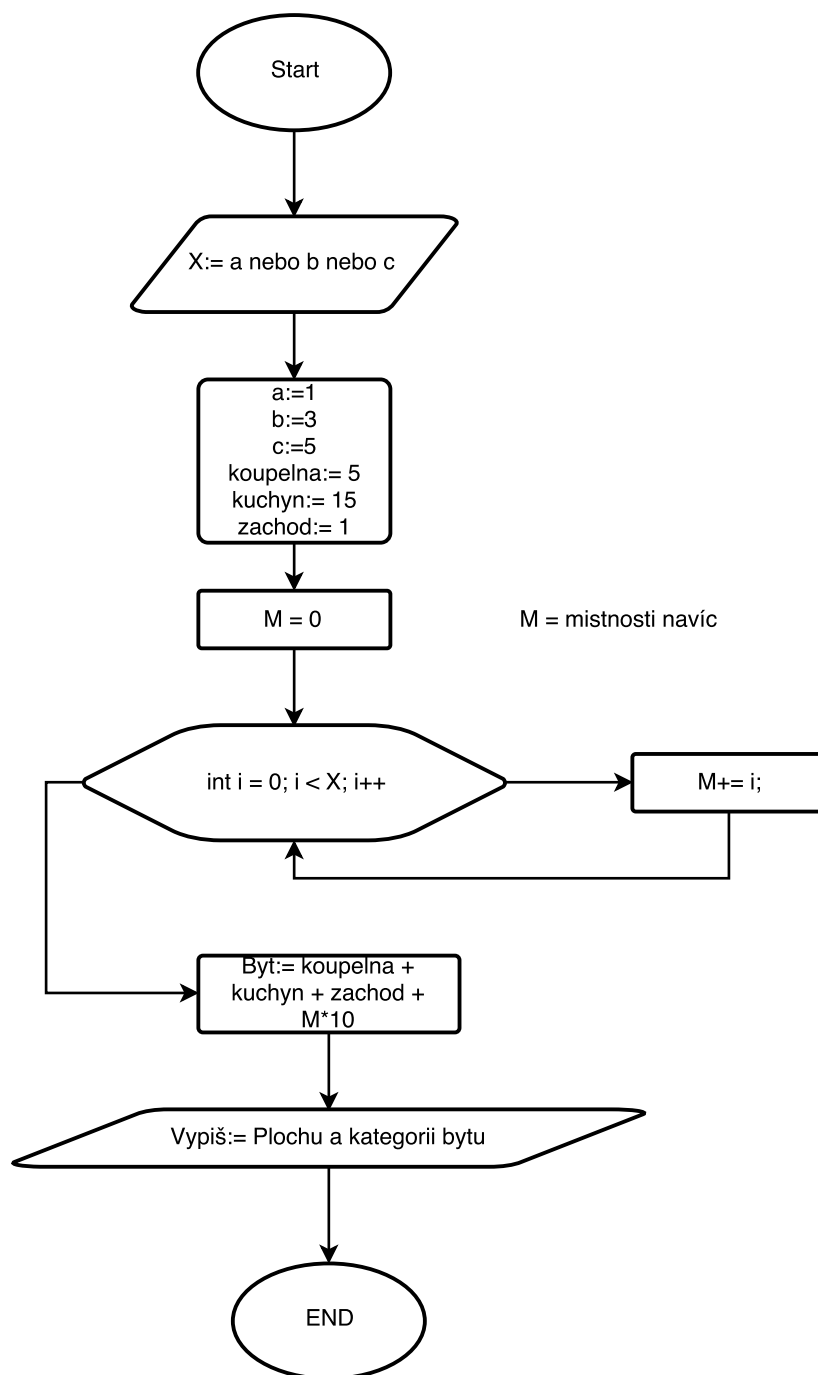 Start
X:= a nebo b nebo c
a:=1
b:=3
c:=5
koupelna:= 5
kuchyn:= 15
zachod:= 1
M = 0
M = mistnosti navíc
int i = 0; i < X; i++
M+= i;
Byt:= koupelna +
kuchyn + zachod +
M*10
Vypiš:= Plochu a kategorii bytu
END